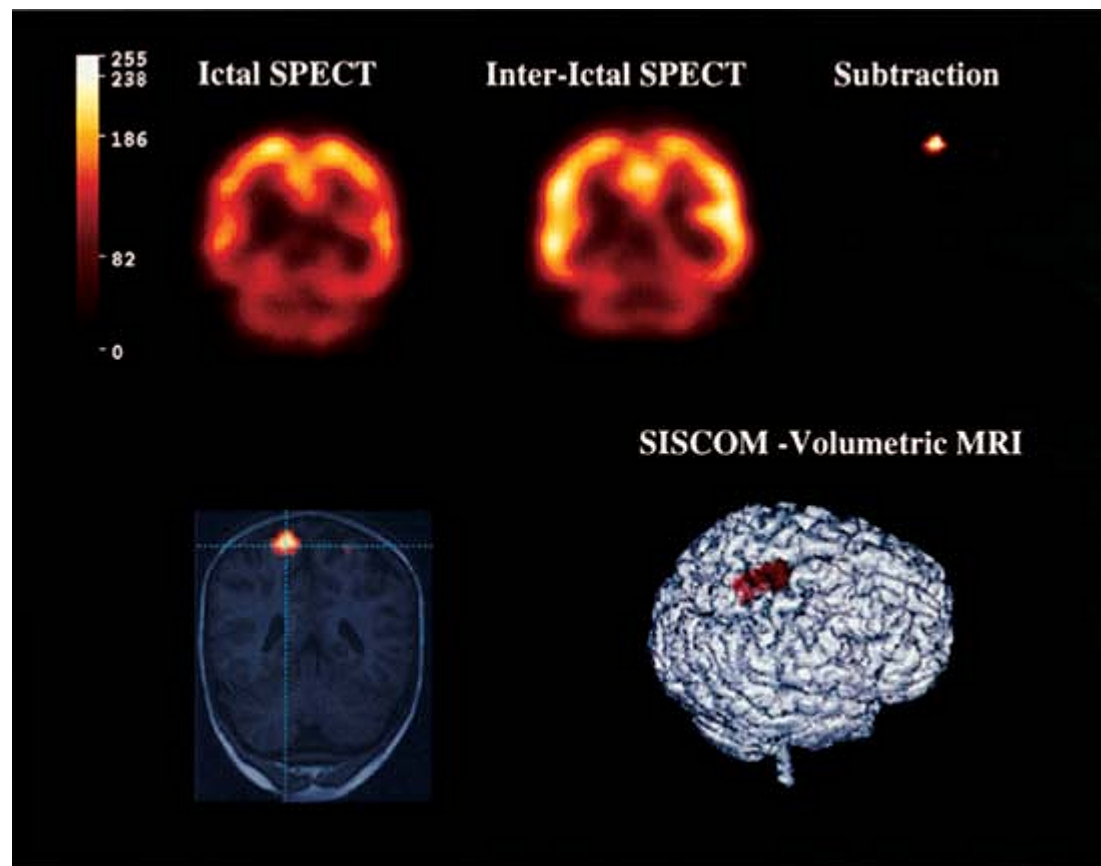 255
238
186
82
0
Ictal SPECT
Inter-Ictal SPECT
Subtraction
SISCOM -Volumetric MRI